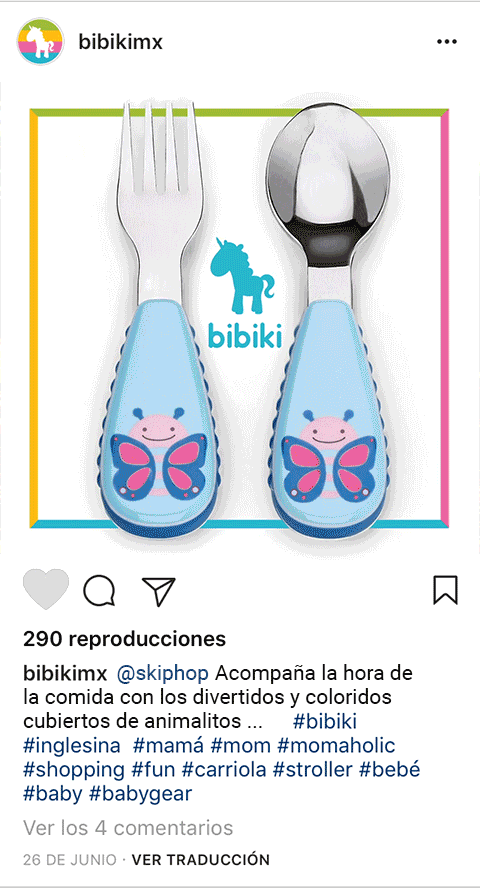 bibikimx
bibiki
290 reproducciones
bibikimx @skiphop Acompaña la hora de
la comida con los divertidos y coloridos
cubiertos de animalitos ... #bibiki
#inglesina #mamá #mom #momaholic
#shopping #fun #carriola #stroller #bebé
#baby #babygear
Ver los 4 comentarios
26 DE JUNIO · VER TRADUCCIÓN